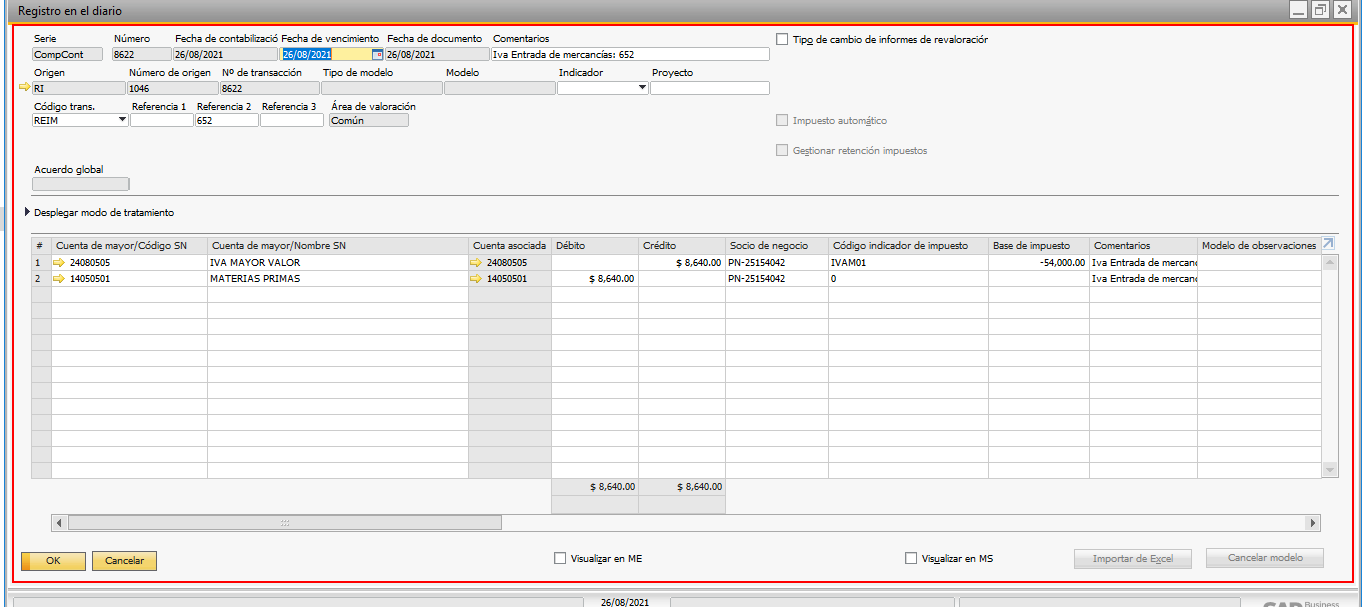 Registro en el diario
Serie Número Fecha de contabilizació Fecha de vencimiento Fecha de documento Comentarios
CompCont 8622 26/08/2021 26/08/2021 26/08/2021 Iva Entrada de mercancías: 652
Tipo de cambio de informes de revaloraciór
Origen Número de origen Nº de transacción Tipo de modelo Modelo Indicador Proyecto
RI 1046 8622
Código trans. Referencia 1 Referencia 2 Referencia 3 Área de valoración
REIM 652 Común
Impuesto automático
Gestionar retención impuestos
Acuerdo global
Desplegar modo de tratamiento
# Cuenta de mayor/Código SN Cuenta de mayor/Nombre SN Cuenta asociada Débito Crédito Socio de negocio Código indicador de impuesto Base de impuesto Comentarios Modelo de observaciones
1 24080505 IVA MAYOR VALOR 24080505 $ 8,640.00 PN-25154042 IVAM01 -54,000.00 Iva Entrada de mercanc
2 14050501 MATERIAS PRIMAS 14050501 $ 8,640.00 PN-25154042 0 Iva Entrada de mercanc
$ 8,640.00 $ 8,640.00
OK Cancelar Visualizar en ME Visualizar en MS Importar de Excel Cancelar modelo
26/08/2021 SAP Business